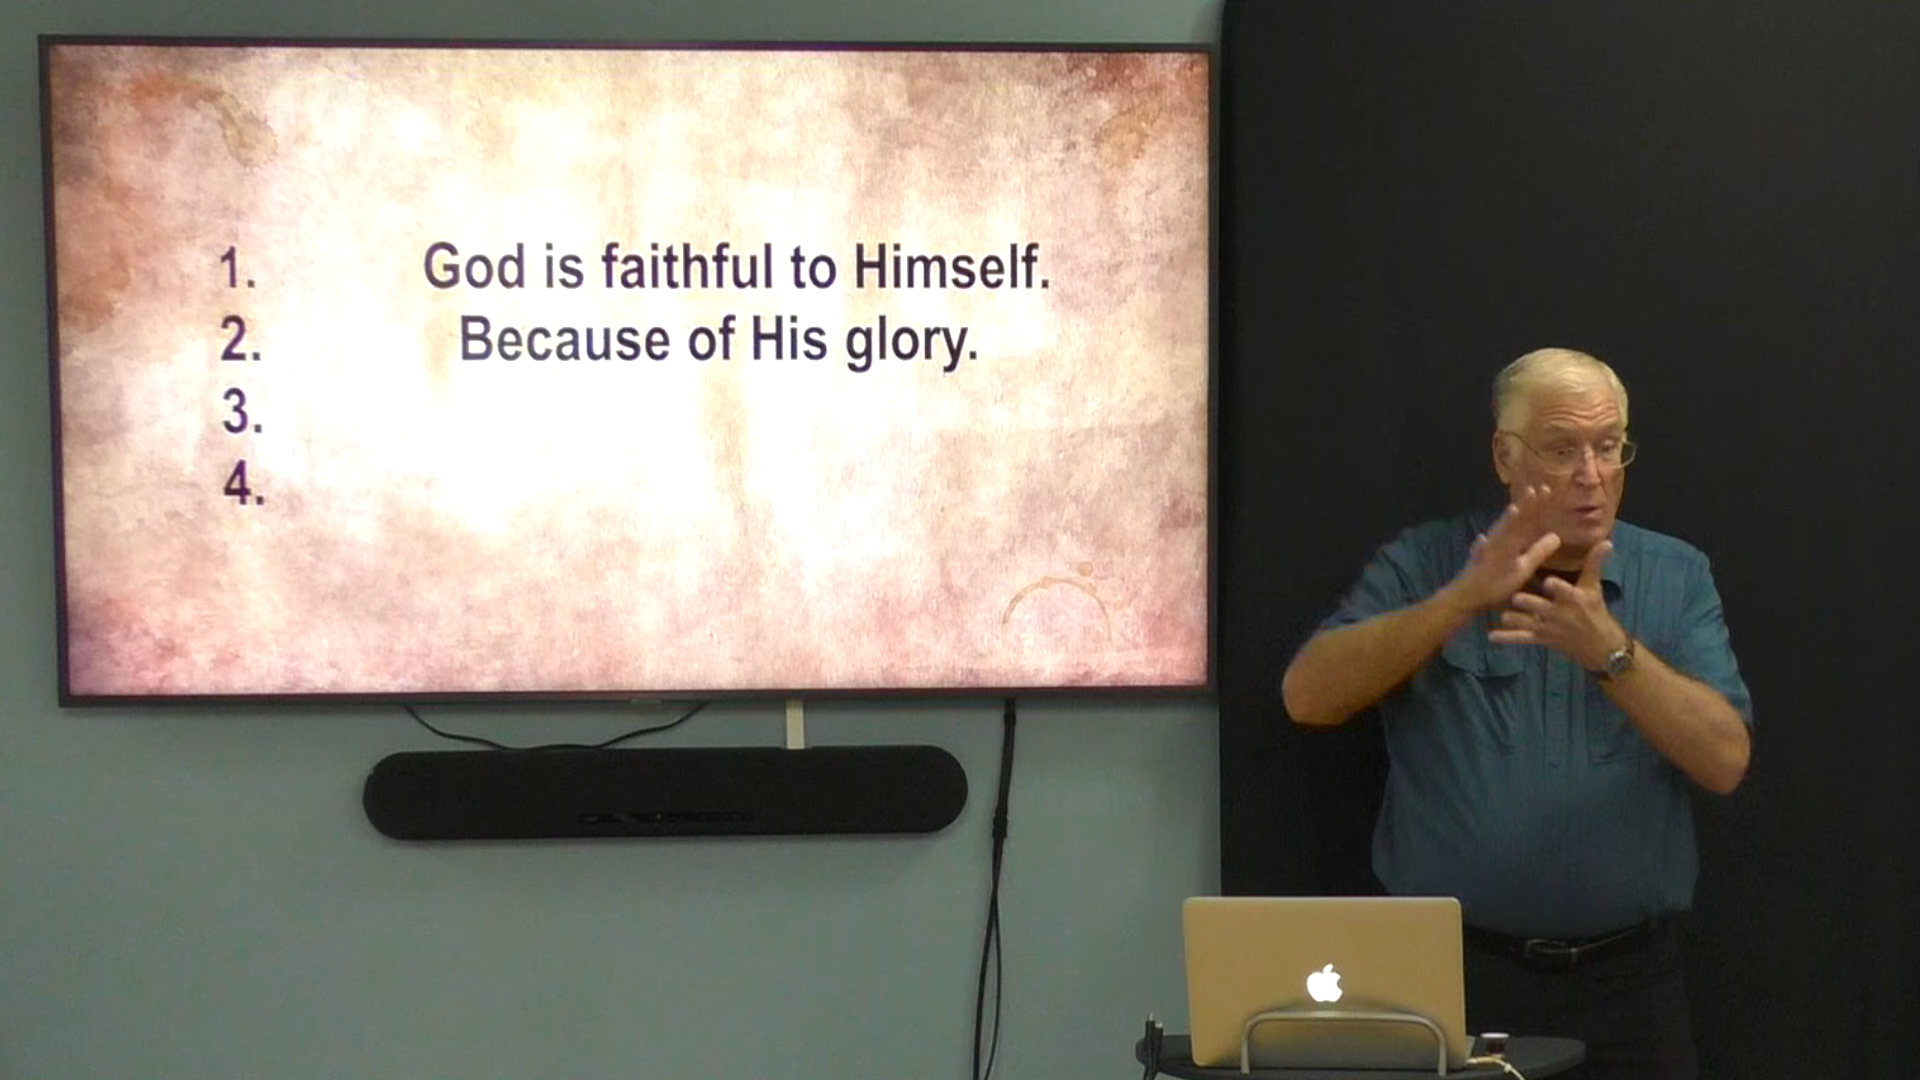 1. God is faithful to Himself.
2. Because of His glory.
3.
4.